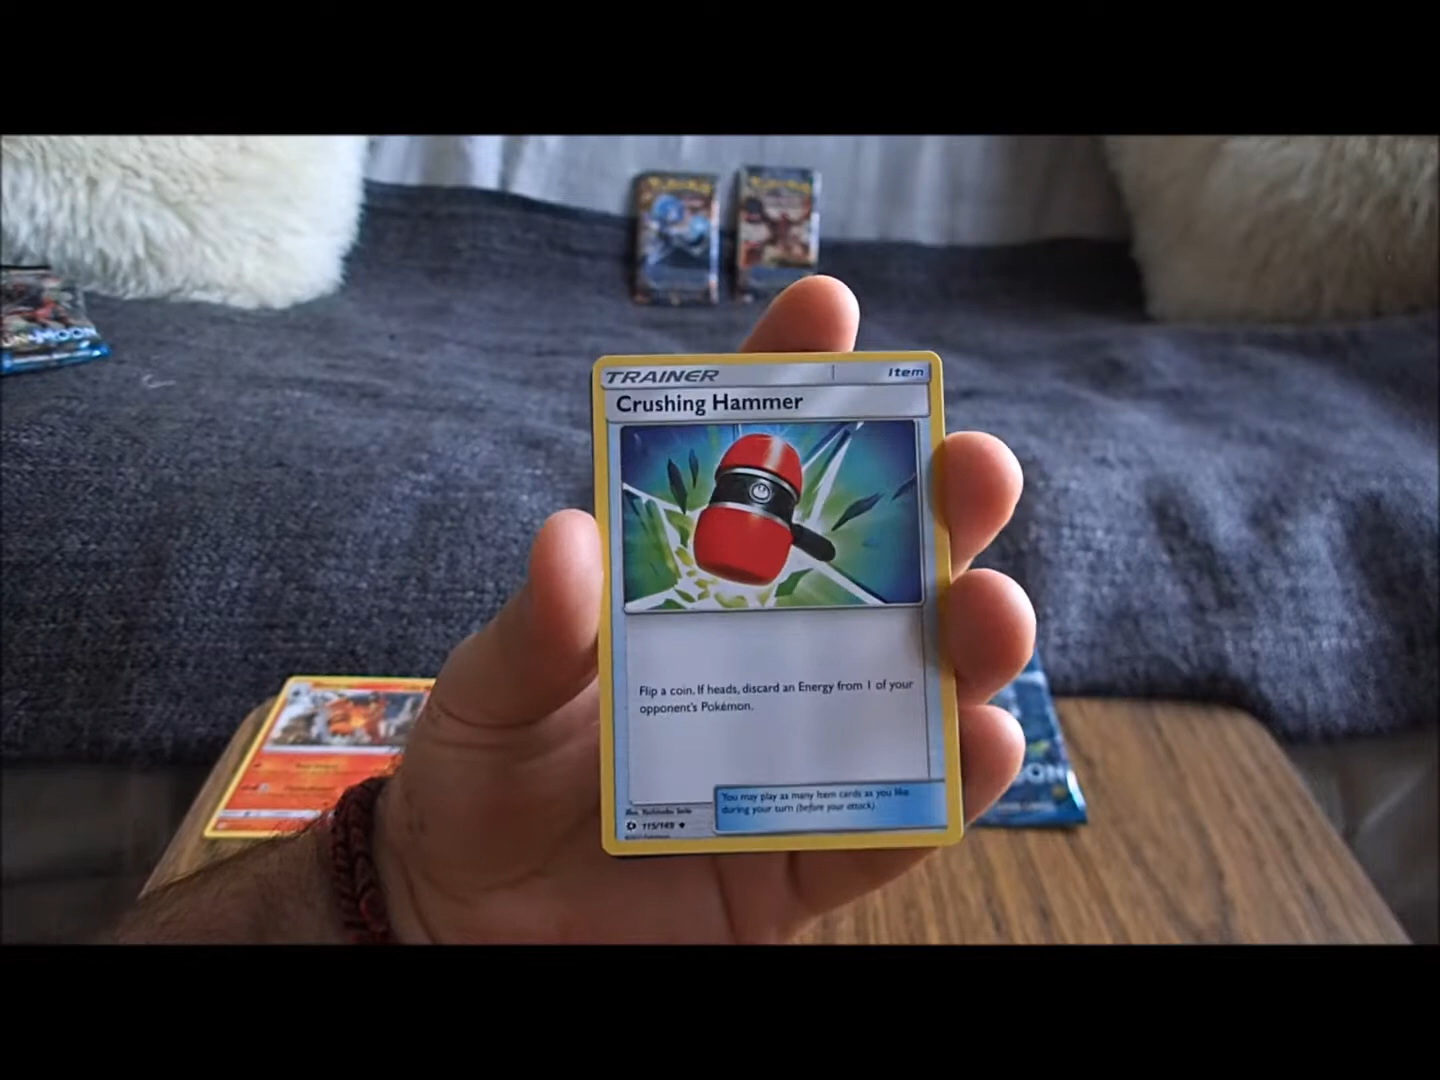 TRAINER Item
Crushing Hammer
Flip a coin. If heads, discard an Energy from 1 of your
opponent's Pokémon.
You may play as many Item cards as you like
during your turn (before your attack).
115/149
MOON